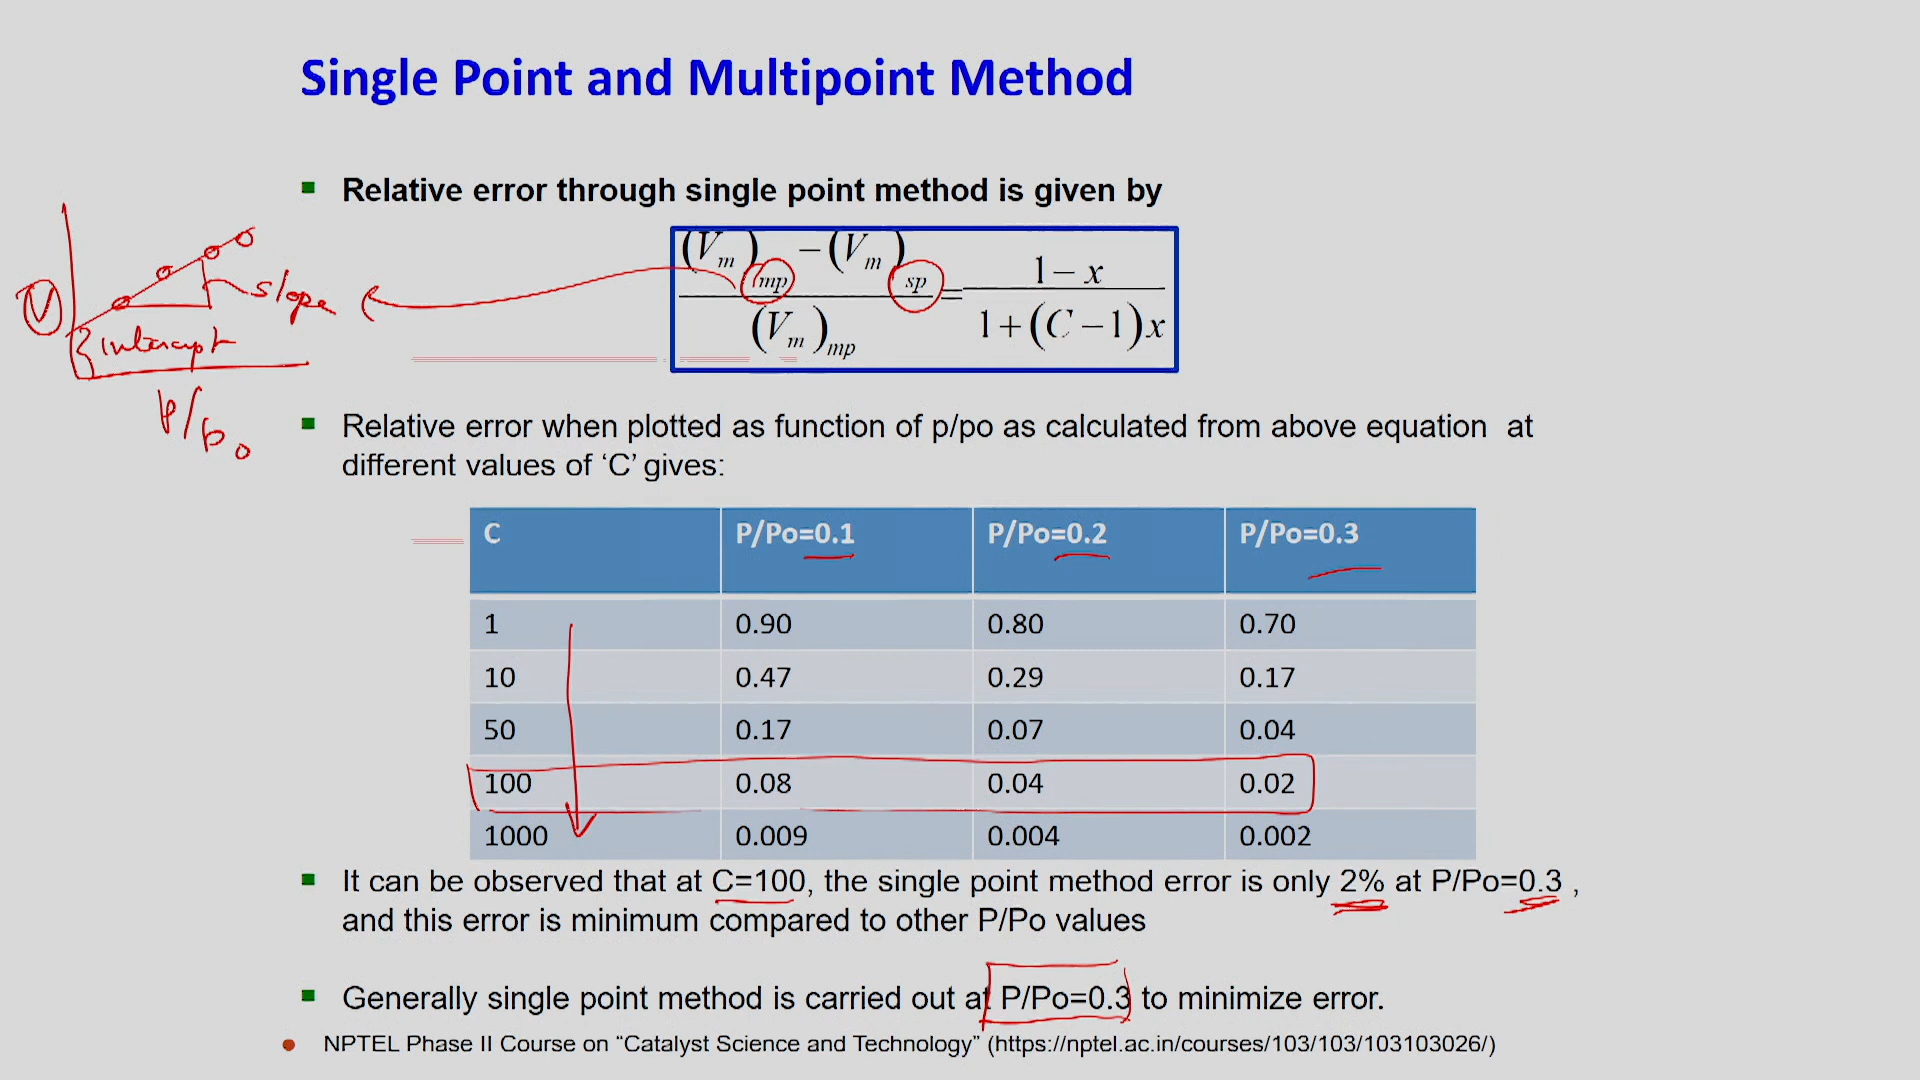 Single Point and Multipoint Method
Relative error through single point method is given by
(Vm)mp − (Vm)sp / (Vm)mp = 1 − x / 1 + (C − 1)x
V
slope
intercept
P/Po
Relative error when plotted as function of p/po as calculated from above equation at
different values of ‘C’ gives:
C P/Po=0.1 P/Po=0.2 P/Po=0.3
1 0.90 0.80 0.70
10 0.47 0.29 0.17
50 0.17 0.07 0.04
100 0.08 0.04 0.02
1000 0.009 0.004 0.002
It can be observed that at C=100, the single point method error is only 2% at P/Po=0.3 ,
and this error is minimum compared to other P/Po values
Generally single point method is carried out at P/Po=0.3 to minimize error.
NPTEL Phase II Course on “Catalyst Science and Technology” (https://nptel.ac.in/courses/103/103/103103026/)